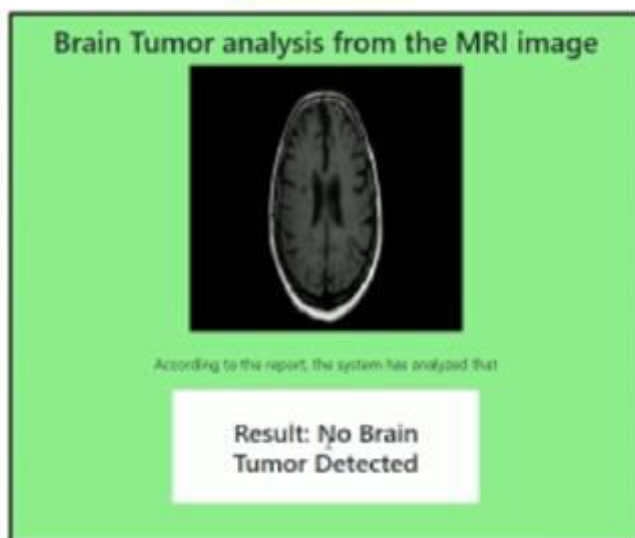 Brain Tumor analysis from the MRI image
According to the report, the system has analyzed that
Result: No Brain
Tumor Detected